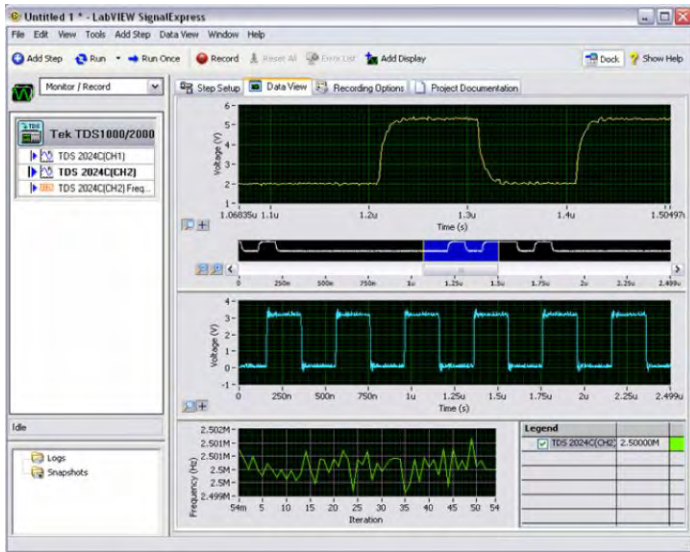 Untitled 1 * - LabVIEW SignalExpress
File Edit View Tools Add Step Data View Window Help
Add Step Run Run Once Record Reset All Error List Add Display Dock Show Help
Monitor / Record
Step Setup Data View Recording Options Project Documentation
Tek TDS1000/2000
TDS 2024C(CH1)
TDS 2024C(CH2)
TDS 2024C(CH2) Freq...
6
5
4
3
2
1
Voltage (V)
1.06835u 1.1u 1.2u 1.3u 1.4u 1.50497u
Time (s)
0 250n 500n 750n 1u 1.25u 1.5u 1.75u 2u 2.25u 2.499u
4
3
2
1
0
-1
Voltage (V)
0 250n 500n 750n 1u 1.25u 1.5u 1.75u 2u 2.25u 2.499u
Time (s)
Idle
Logs
Snapshots
2.502M
2.501M
2.501M
2.5M
2.5M
2.499M
Frequency (Hz)
54m 5 10 15 20 25 30 35 40 45 50 54
Iteration
Legend
TDS 2024C(CH2) 2.50000M